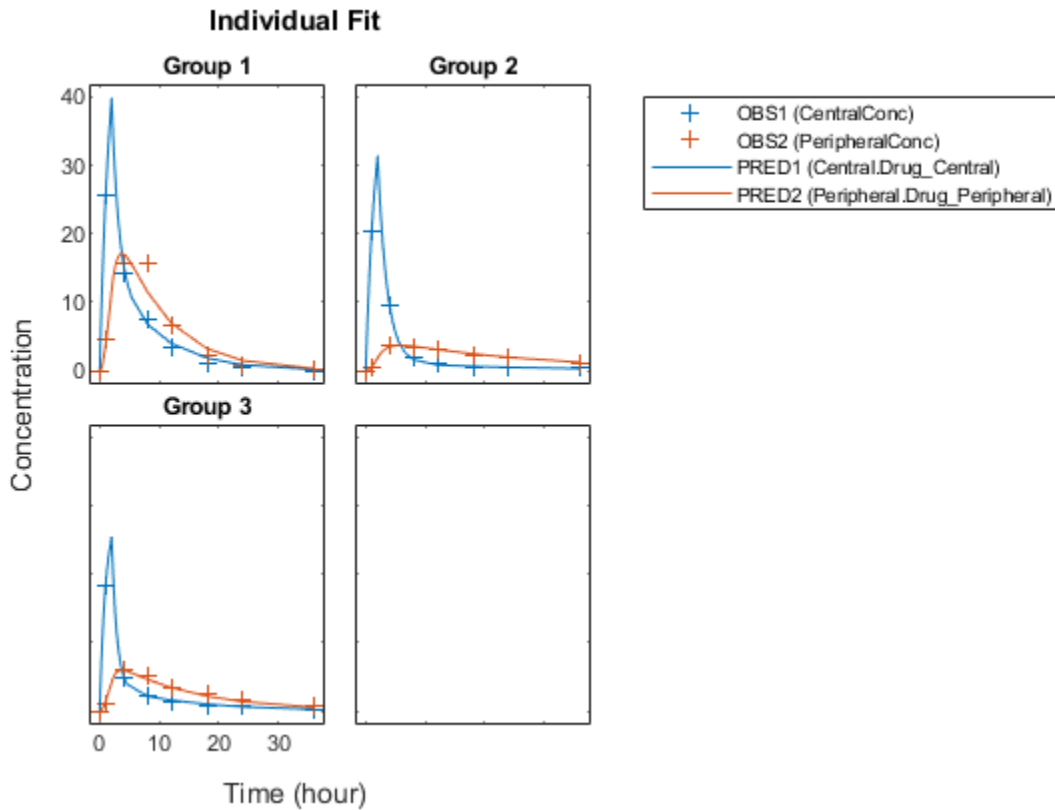 Individual Fit
Group 1
Group 2
OBS1 (CentralConc)
OBS2 (PeripheralConc)
PRED1 (Central.Drug_Central)
PRED2 (Peripheral.Drug_Peripheral)
40
30
20
10
0
Concentration
Group 3
0 10 20 30
Time (hour)